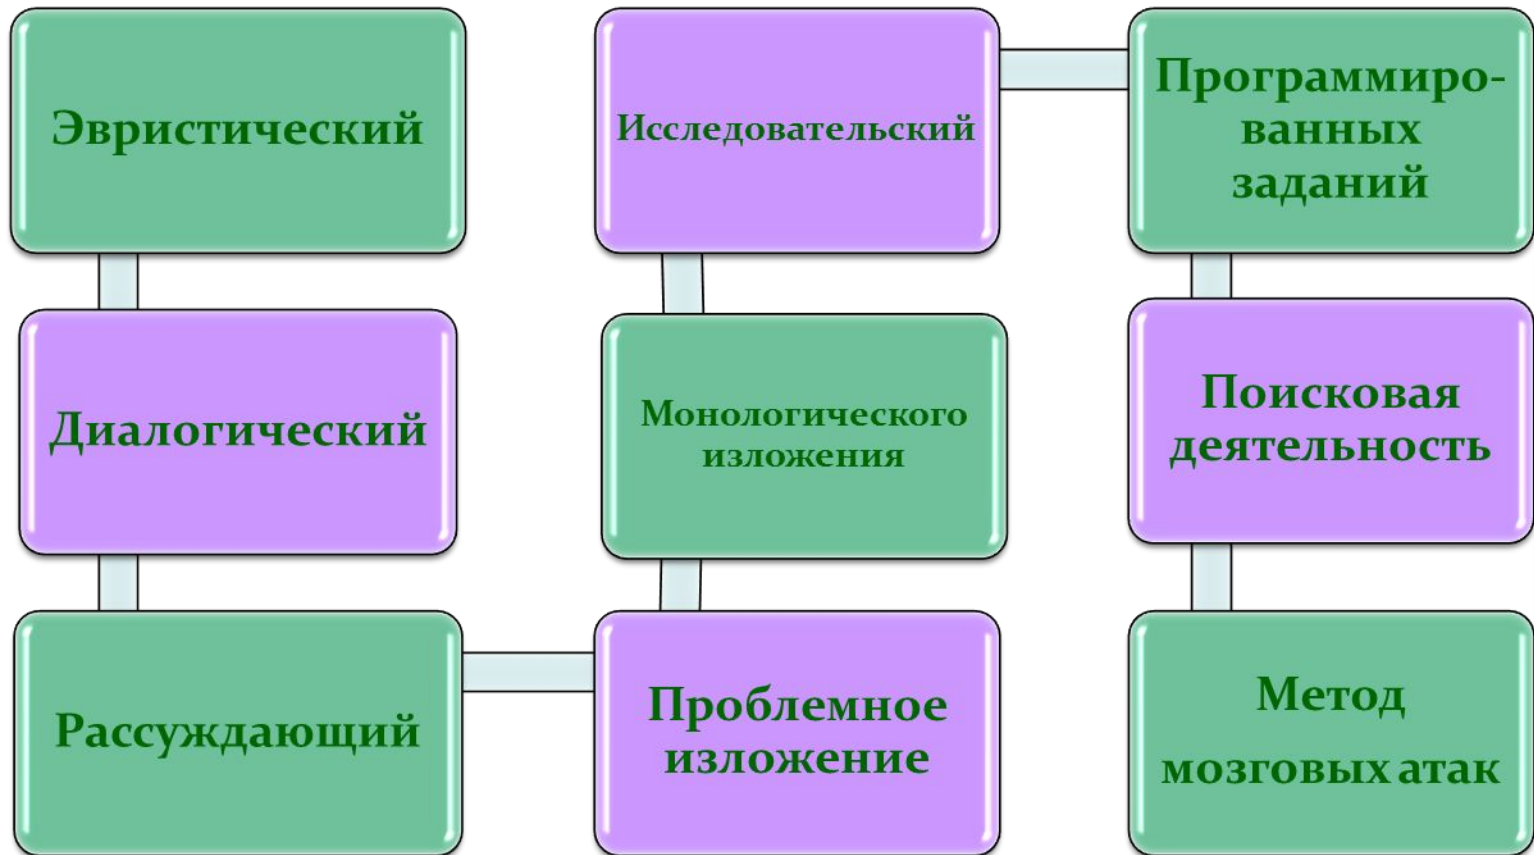 Эвристический
Диалогический
Рассуждающий
Проблемное
изложение
Монологического
изложения
Исследовательский
Программиро-
ванных
заданий
Поисковая
деятельность
Метод
мозговых атак